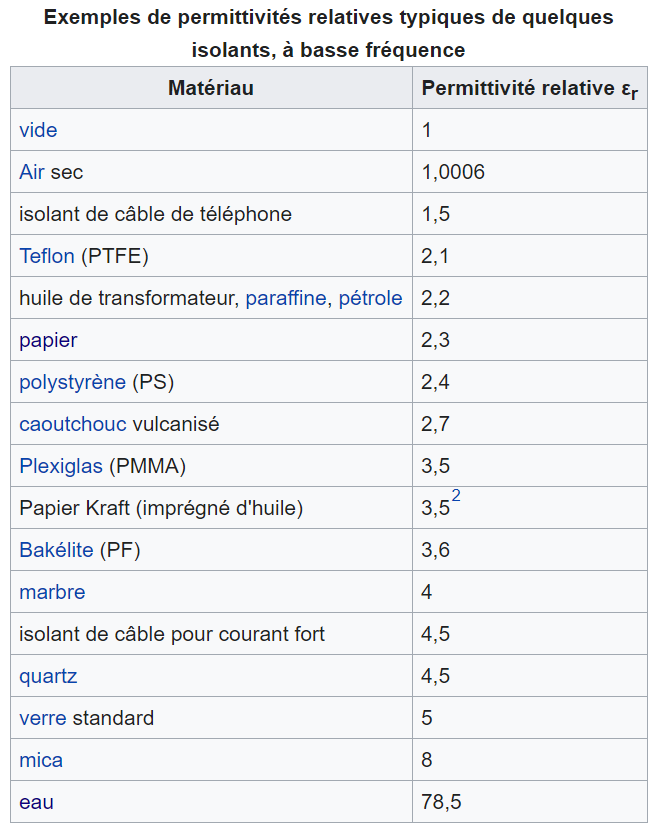 Exemples de permittivités relatives typiques de quelques
isolants, à basse fréquence
Matériau Permittivité relative εr
vide 1
Air sec 1,0006
isolant de câble de téléphone 1,5
Teflon (PTFE) 2,1
huile de transformateur, paraffine, pétrole 2,2
papier 2,3
polystyrène (PS) 2,4
caoutchouc vulcanisé 2,7
Plexiglas (PMMA) 3,5
Papier Kraft (imprégné d'huile) 3,5 2
Bakélite (PF) 3,6
marbre 4
isolant de câble pour courant fort 4,5
quartz 4,5
verre standard 5
mica 8
eau 78,5